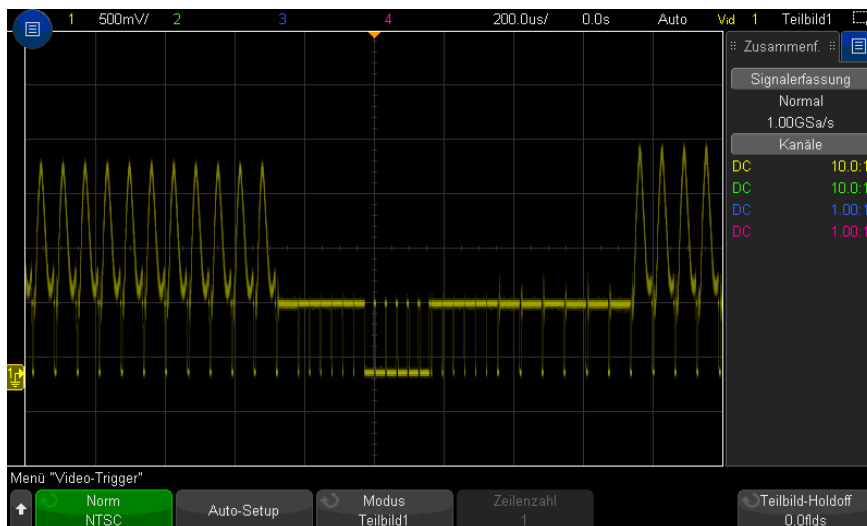 1 500mV/ 2 3 4 200.0us/ 0.0s Auto Vid 1 Teilbild1
Zusammenf.
Signalerfassung
Normal
1.00GSa/s
Kanäle
DC 10.0:1
DC 10.0:1
DC 1.00:1
DC 1.00:1
1
Menü "Video-Trigger"
Norm
NTSC
Auto-Setup
Modus
Teilbild1
Zeilenzahl
1
Teilbild-Holdoff
0.0flds